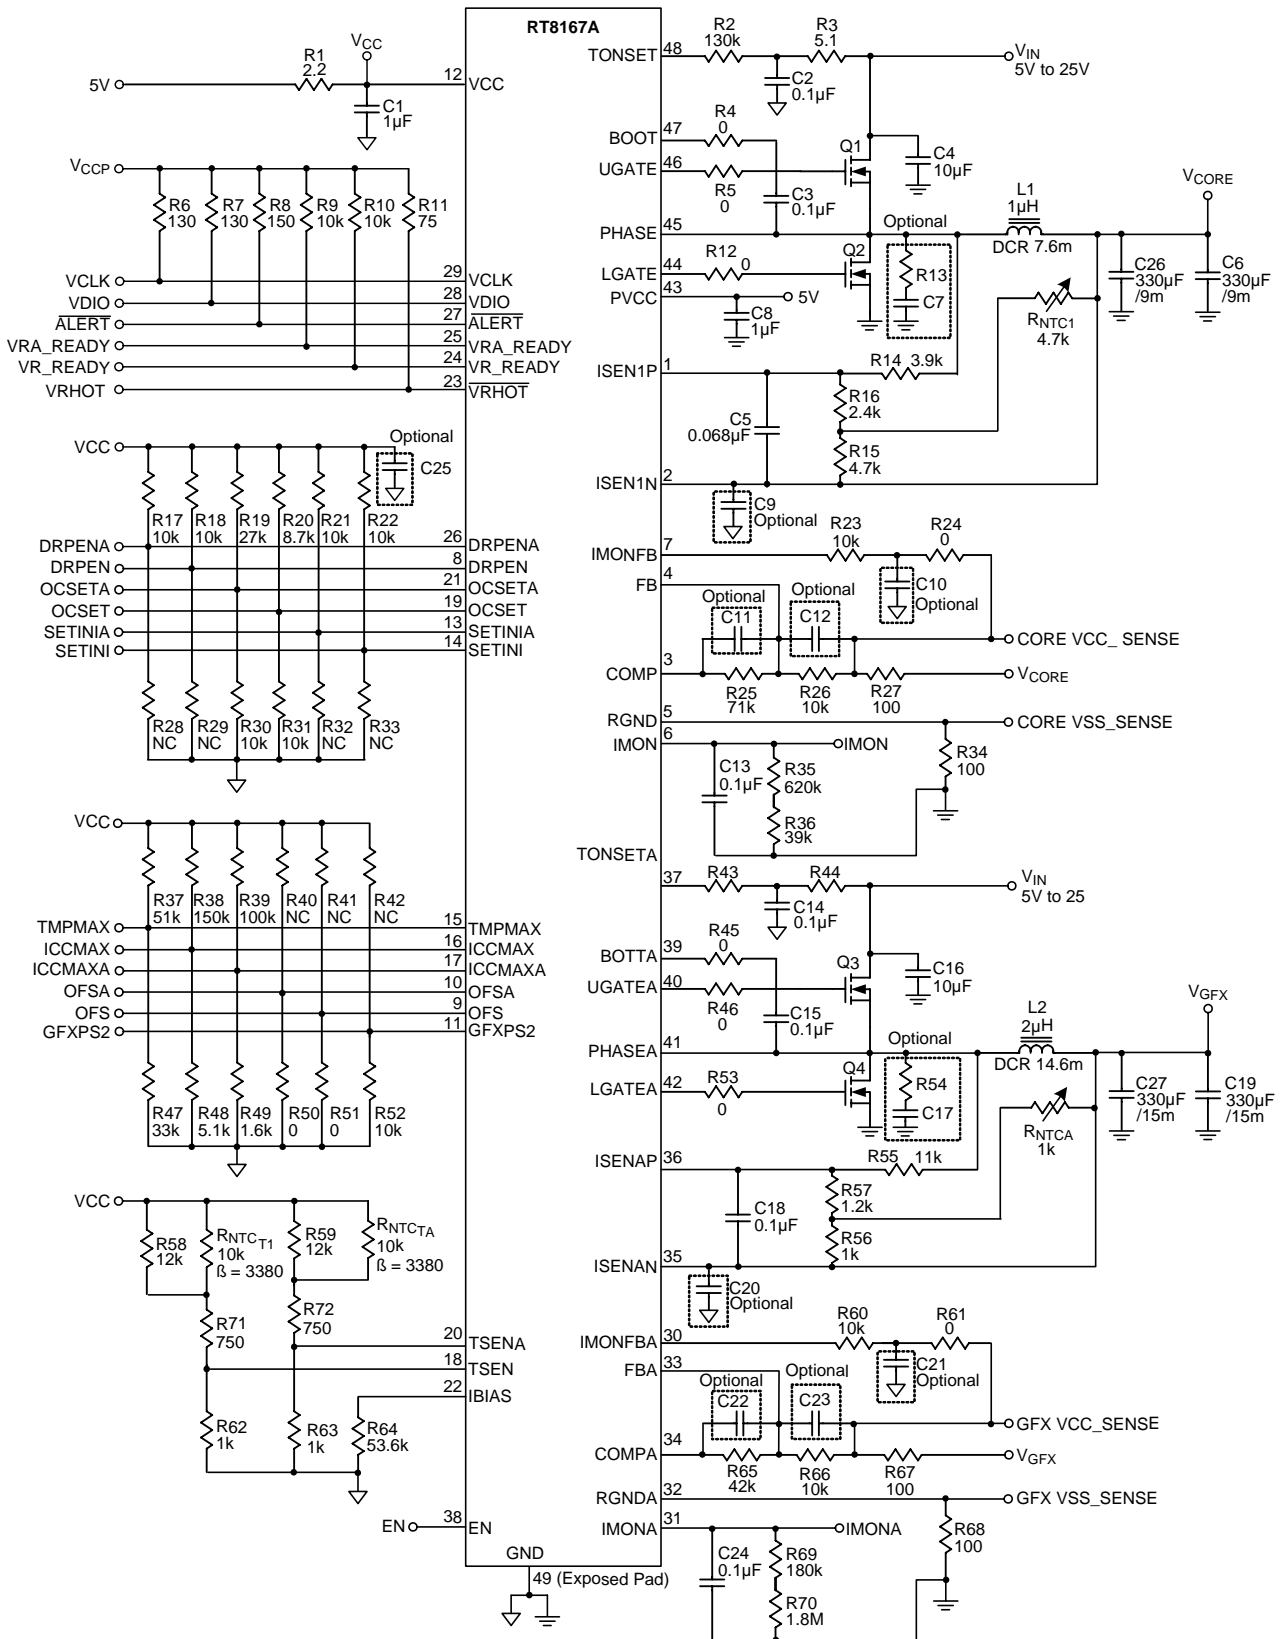 RT8167A
5V
R1
2.2
VCC
C1
1µF
12
VCC
VCCP
R6
130
R7
130
R8
150
R9
10k
R10
10k
R11
75
VCLK
29
VCLK
VDIO
28
VDIO
ALERT
27
ALERT
VRA_READY
25
VRA_READY
VR_READY
24
VR_READY
VRHOT
23
VRHOT
VCC
Optional
C25
R17
10k
R18
10k
R19
27k
R20
8.7k
R21
10k
R22
10k
DRPENA
26
DRPENA
DRPEN
8
DRPEN
OCSETA
21
OCSETA
OCSET
19
OCSET
SETINIA
13
SETINIA
SETINI
14
SETINI
R28
NC
R29
NC
R30
10k
R31
10k
R32
NC
R33
NC
VCC
R37
51k
R38
150k
R39
100k
R40
NC
R41
NC
R42
NC
TMPMAX
15
TMPMAX
ICCMAX
16
ICCMAX
ICCMAXA
17
ICCMAXA
OFSA
10
OFSA
OFS
9
OFS
GFXPS2
11
GFXPS2
R47
33k
R48
5.1k
R49
1.6k
R50
0
R51
0
R52
10k
VCC
R58
12k
RNTCT1
10k
ß = 3380
R59
12k
RNTCTA
10k
ß = 3380
R71
750
R72
750
20
TSENA
18
TSEN
22
IBIAS
R62
1k
R63
1k
R64
53.6k
EN
38
EN
GND
49 (Exposed Pad)
TONSET
48
R2
130k
R3
5.1
C2
0.1µF
VIN
5V to 25V
BOOT
47
R4
0
UGATE
46
R5
0
C3
0.1µF
Q1
C4
10µF
PHASE
45
Optional
R13
C7
L1
1µH
DCR 7.6m
VCORE
C26
330µF
/9m
C6
330µF
/9m
LGATE
44
R12
0
Q2
PVCC
43
5V
C8
1µF
RNTC1
4.7k
ISEN1P
1
R14 3.9k
R16
2.4k
C5
0.068µF
R15
4.7k
ISEN1N
2
C9
Optional
IMONFB
7
R23
10k
R24
0
C10
Optional
FB
4
Optional
C11
Optional
C12
CORE VCC_ SENSE
COMP
3
R25
71k
R26
10k
R27
100
VCORE
RGND
5
CORE VSS_SENSE
IMON
6
IMON
C13
0.1µF
R35
620k
R36
39k
R34
100
TONSETA
37
R43
R44
C14
0.1µF
VIN
5V to 25
BOTTA
39
R45
0
UGATEA
40
R46
0
C15
0.1µF
Q3
C16
10µF
PHASEA
41
Optional
R54
C17
L2
2µH
DCR 14.6m
VGFX
C27
330µF
/15m
C19
330µF
/15m
LGATEA
42
R53
0
Q4
RNTCA
1k
ISENAP
36
R55 11k
R57
1.2k
C18
0.1µF
R56
1k
ISENAN
35
C20
Optional
IMONFBA
30
R60
10k
R61
0
C21
Optional
FBA
33
Optional
C22
Optional
C23
GFX VCC_SENSE
COMPA
34
R65
42k
R66
10k
R67
100
VGFX
RGNDA
32
GFX VSS_SENSE
IMONA
31
IMONA
C24
0.1µF
R69
180k
R70
1.8M
R68
100